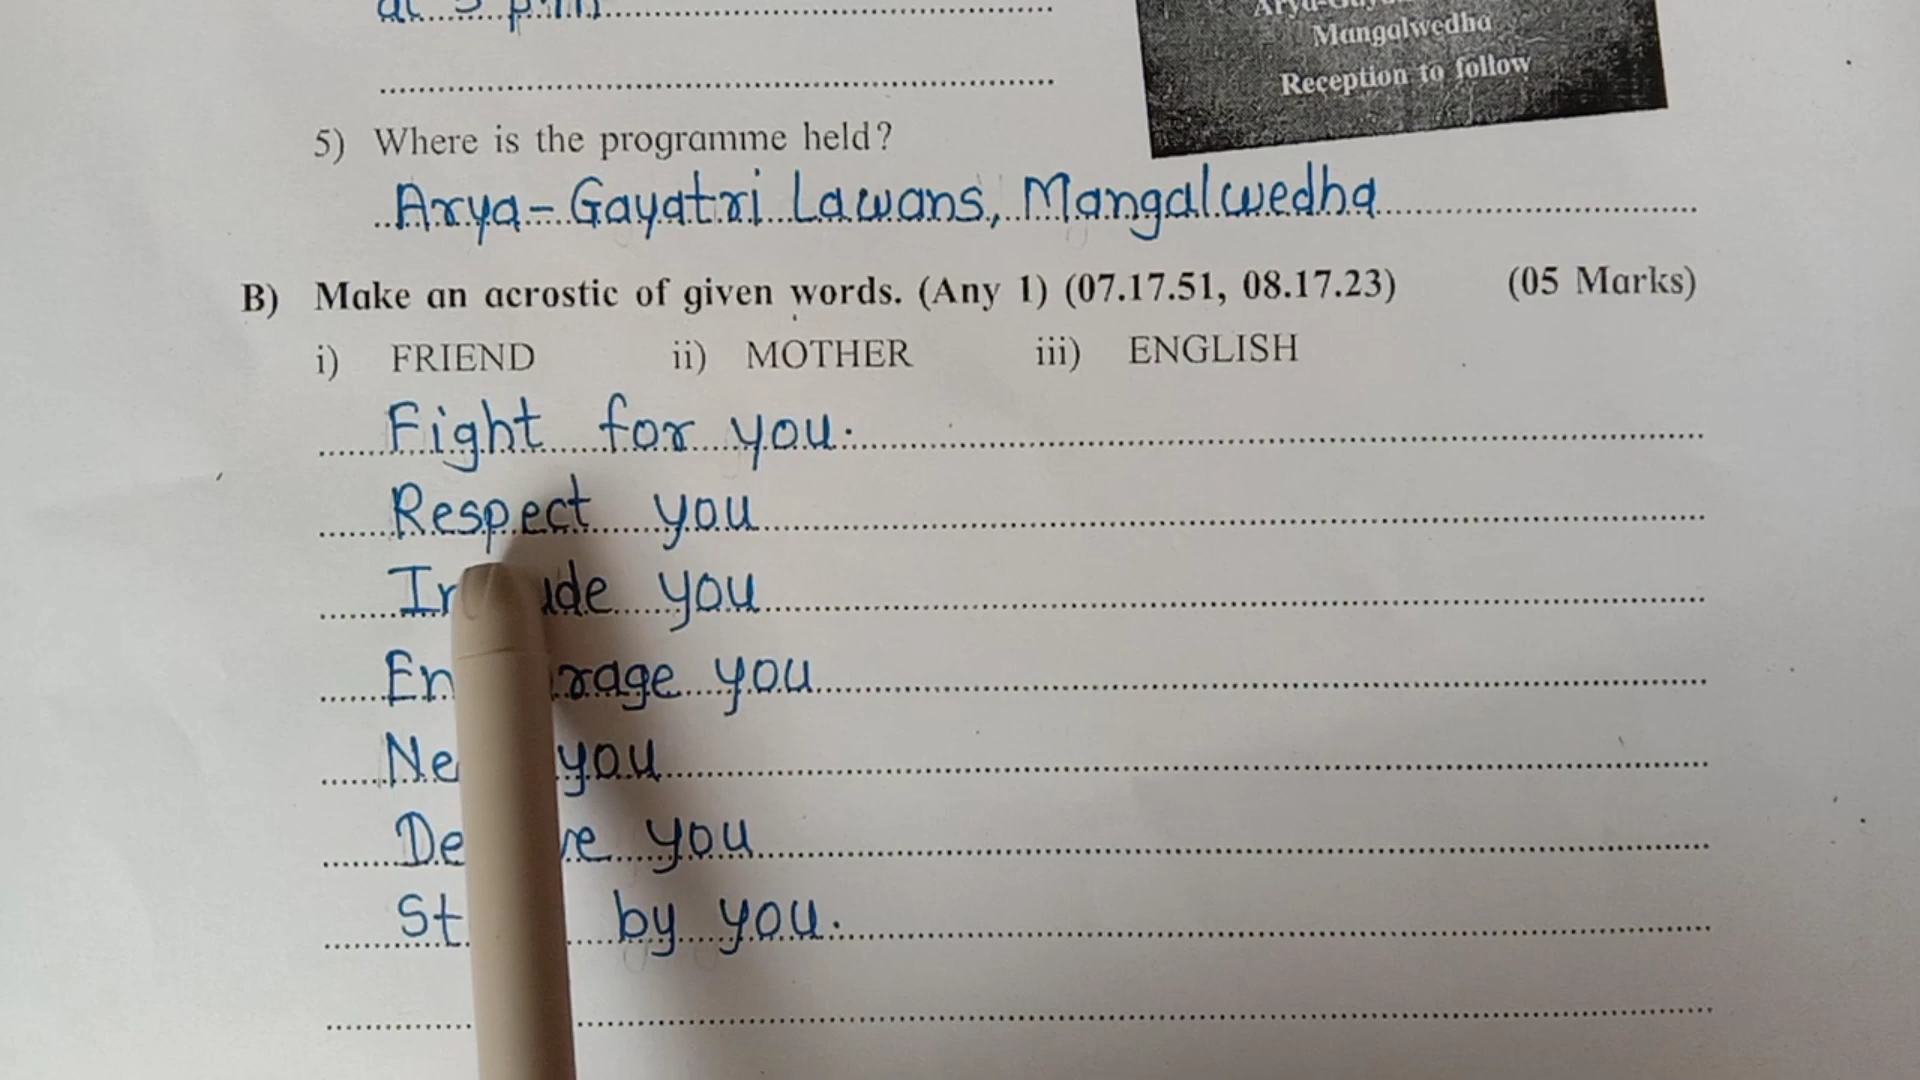 at 5 p.m
Mangalwedha
Reception to follow
5) Where is the programme held?
Arya-Gayatri Lawans, Mangalwedha
B) Make an acrostic of given words. (Any 1) (07.17.51, 08.17.23) (05 Marks)
i) FRIEND ii) MOTHER iii) ENGLISH
Fight for you.
Respect you
you
you
you
you
by you.